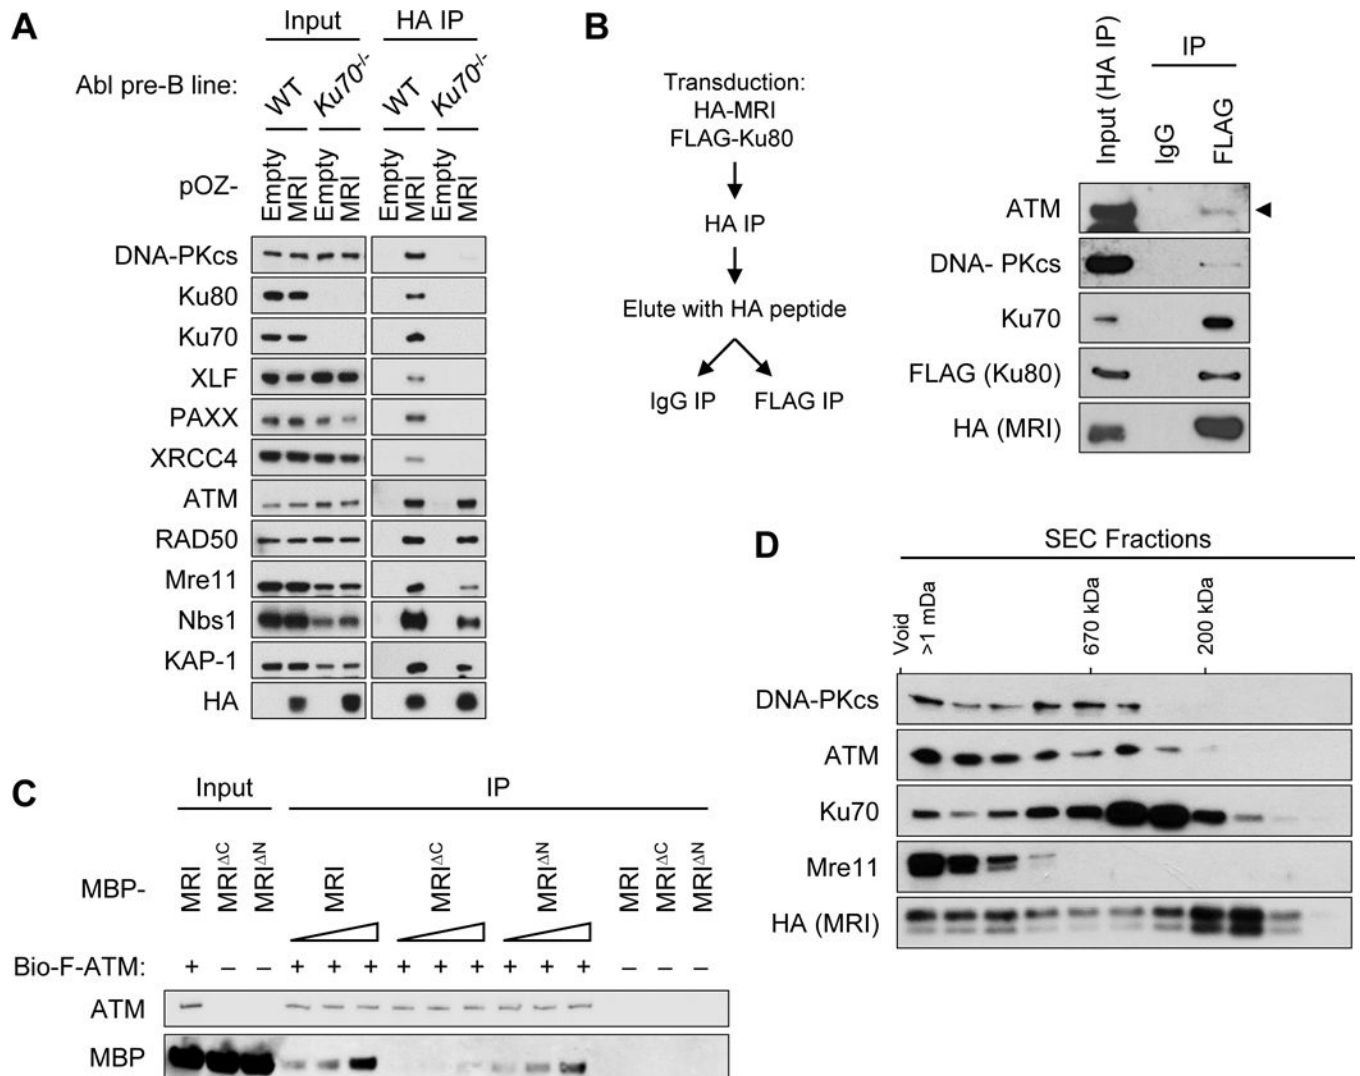 A
Input
HA IP
Abl pre-B line:
WT
Ku70-/-
WT
Ku70-/-
pOZ-
Empty
MRI
Empty
MRI
Empty
MRI
Empty
MRI
DNA-PKcs
Ku80
Ku70
XLF
PAXX
XRCC4
ATM
RAD50
Mre11
Nbs1
KAP-1
HA
B
Transduction:
HA-MRI
FLAG-Ku80
HA IP
Elute with HA peptide
IgG IP FLAG IP
Input (HA IP)
IP
IgG
FLAG
ATM
DNA- PKcs
Ku70
FLAG (Ku80)
HA (MRI)
C
Input
IP
MBP-
MRI
MRIΔC
MRIΔN
MRI
MRIΔC
MRIΔN
MRI
MRIΔC
MRIΔN
Bio-F-ATM: + – – + + + + + + + + + – – –
ATM
MBP
D
SEC Fractions
Void
>1 mDa
670 kDa
200 kDa
DNA-PKcs
ATM
Ku70
Mre11
HA (MRI)